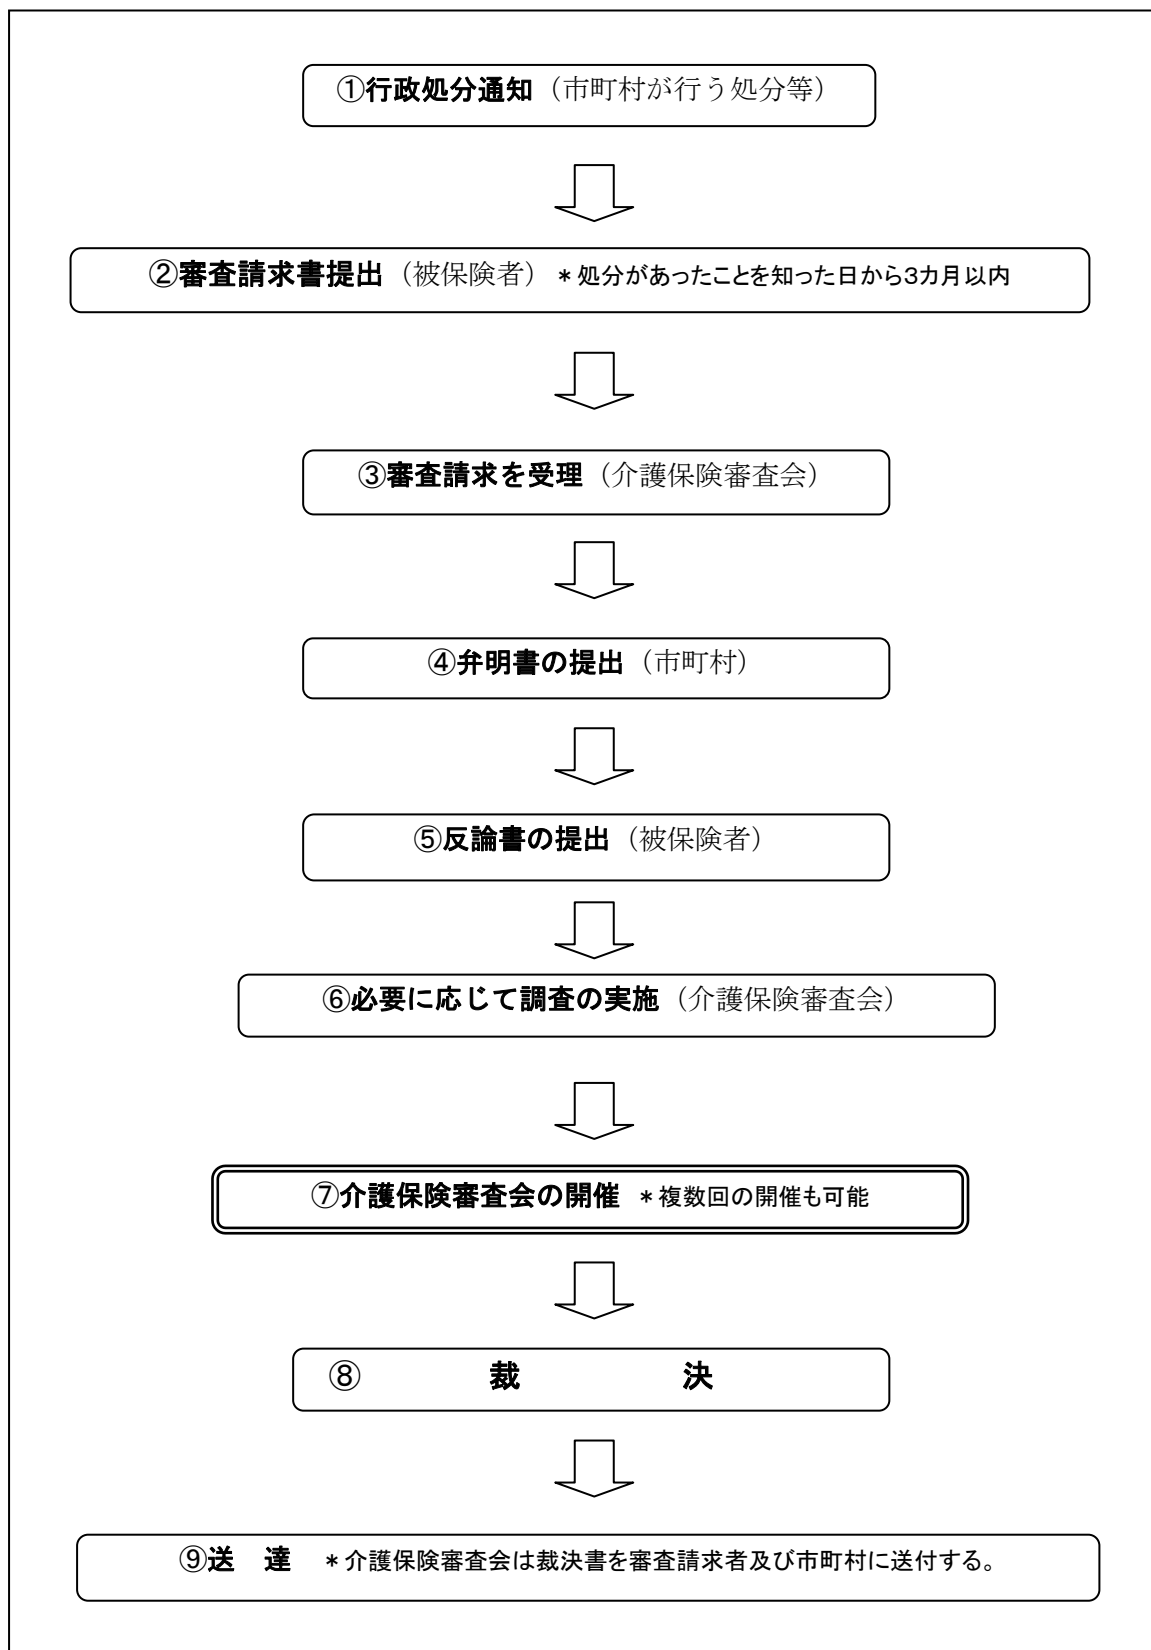 ①行政処分通知（市町村が行う処分等）
②審査請求書提出（被保険者）＊処分があったことを知った日から3カ月以内
③審査請求を受理（介護保険審査会）
④弁明書の提出（市町村）
⑤反論書の提出（被保険者）
⑥必要に応じて調査の実施（介護保険審査会）
⑦介護保険審査会の開催　＊複数回の開催も可能
⑧　裁　決
⑨送　達　＊介護保険審査会は裁決書を審査請求者及び市町村に送付する。